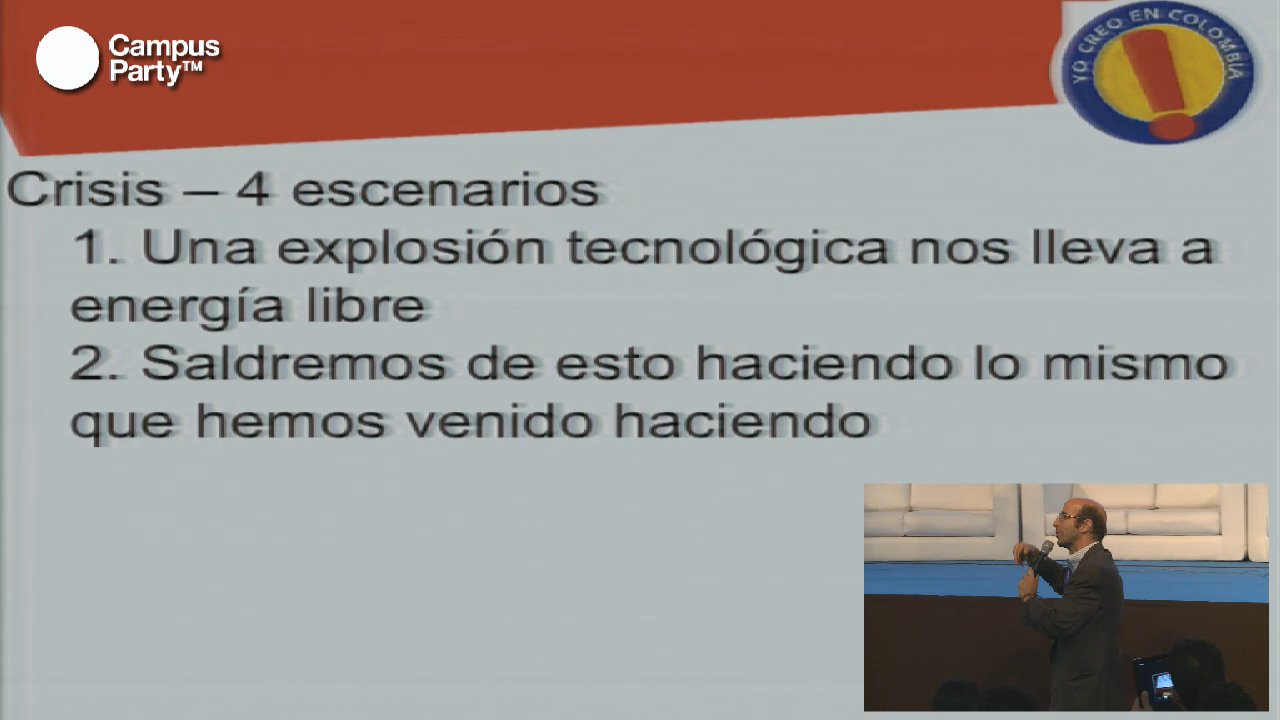 Campus
Party™
YO CREO EN COLOMBIA
Crisis – 4 escenarios
1. Una explosión tecnológica nos lleva a
energía libre
2. Saldremos de esto haciendo lo mismo
que hemos venido haciendo